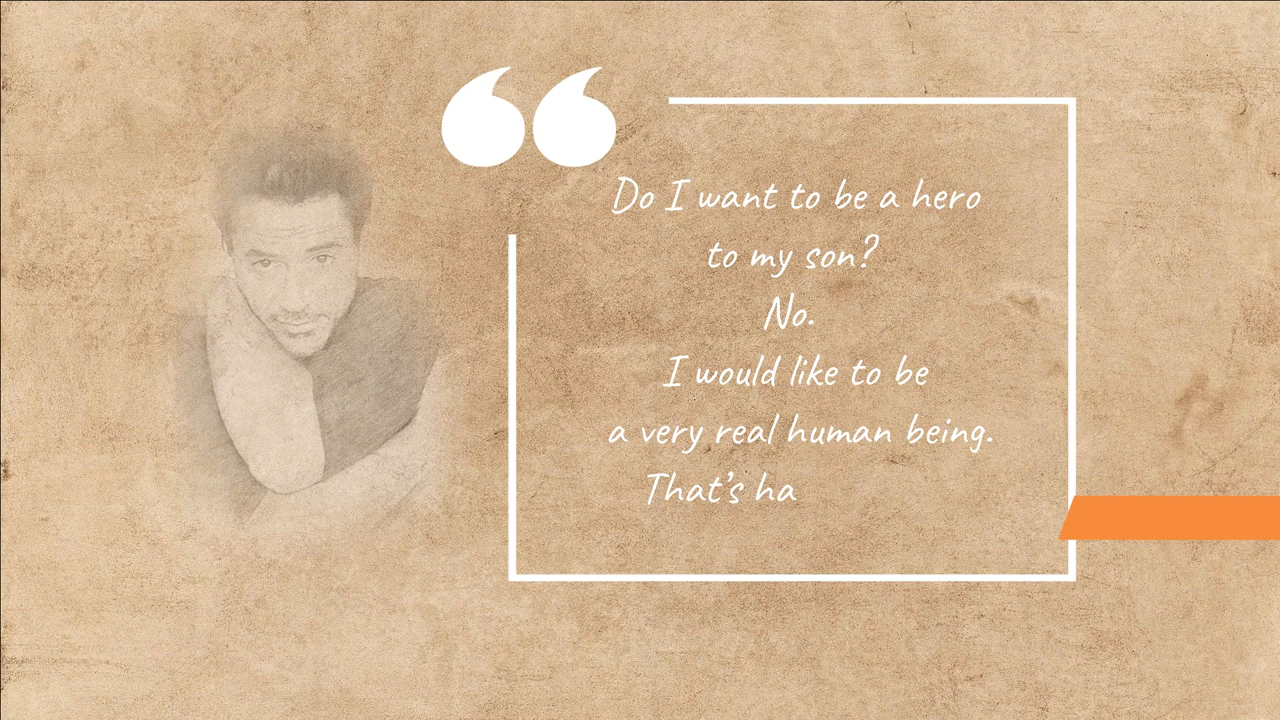 Do I want to be a hero
to my son?
No.
I would like to be
a very real human being.
That's ha